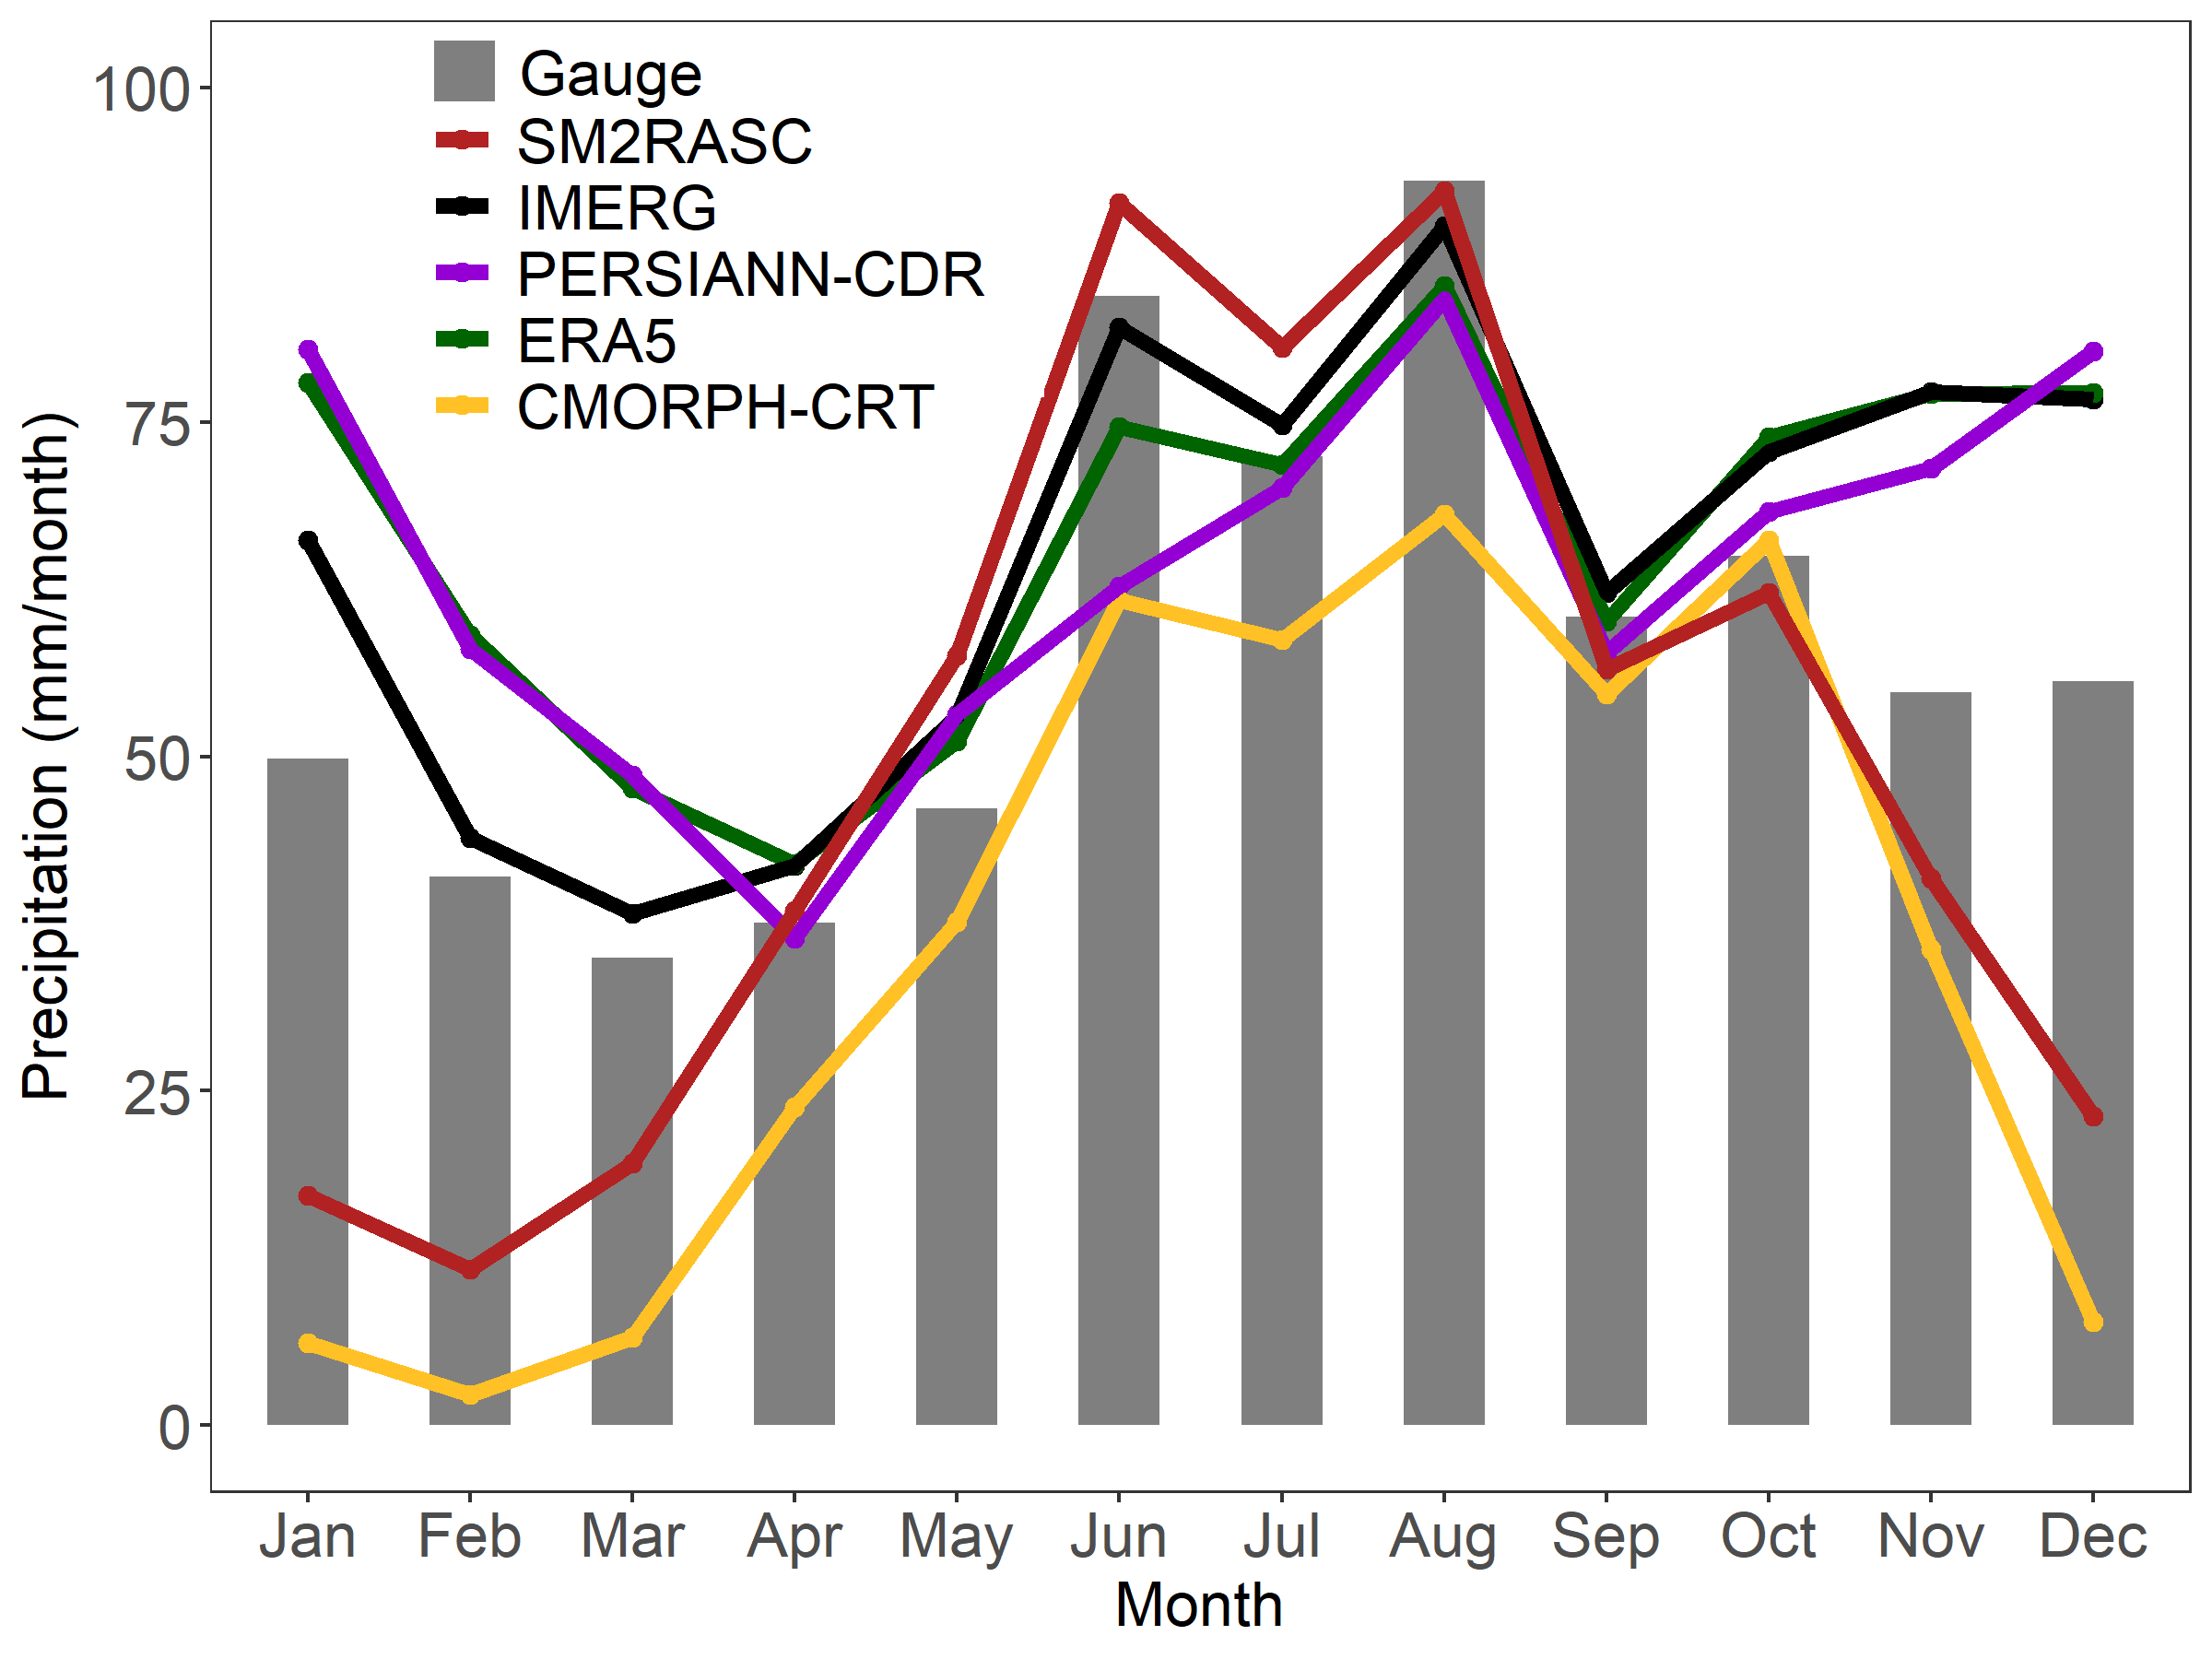 Gauge
SM2RASC
IMERG
PERSIANN-CDR
ERA5
CMORPH-CRT
Precipitation (mm/month)
100
75
50
25
0
Jan Feb Mar Apr May Jun Jul Aug Sep Oct Nov Dec
Month